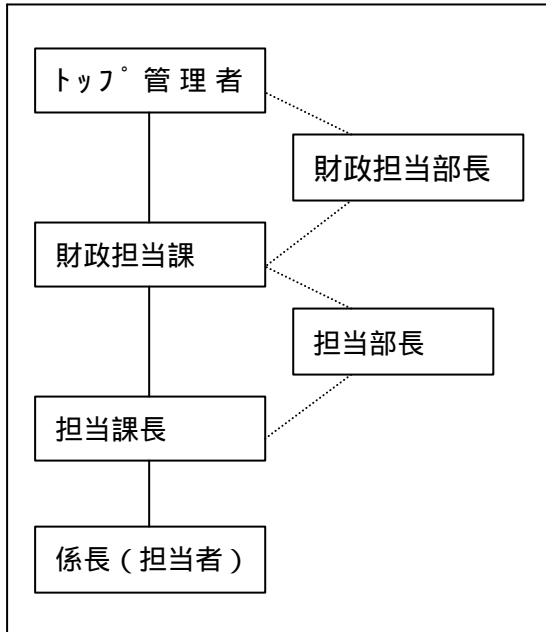 ﾄｯﾌﾟ管理者
財政担当部長
財政担当課
担当部長
担当課長
係長（担当者）